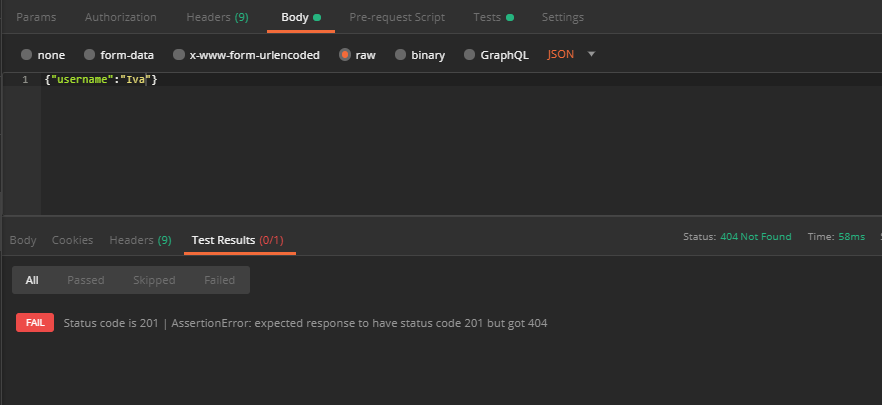 Params Authorization Headers (9) Body Pre-request Script Tests Settings
none form-data x-www-form-urlencoded raw binary GraphQL JSON
1 {"username":"Iva"}
Body Cookies Headers (9) Test Results (0/1) Status: 404 Not Found Time: 58ms
All Passed Skipped Failed
FAIL Status code is 201 | AssertionError: expected response to have status code 201 but got 404